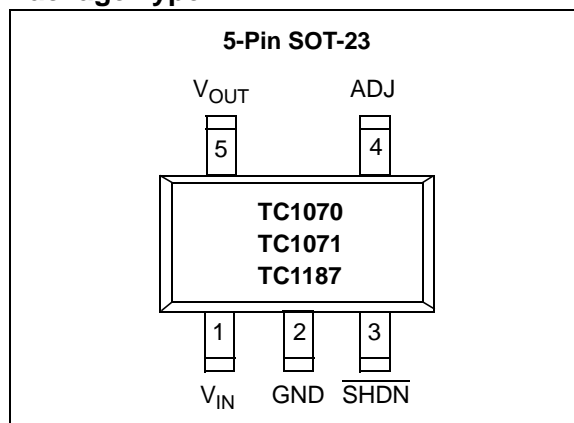 5-Pin SOT-23
VOUT ADJ
5 4
TC1070
TC1071
TC1187
1 2 3
VIN GND SHDN